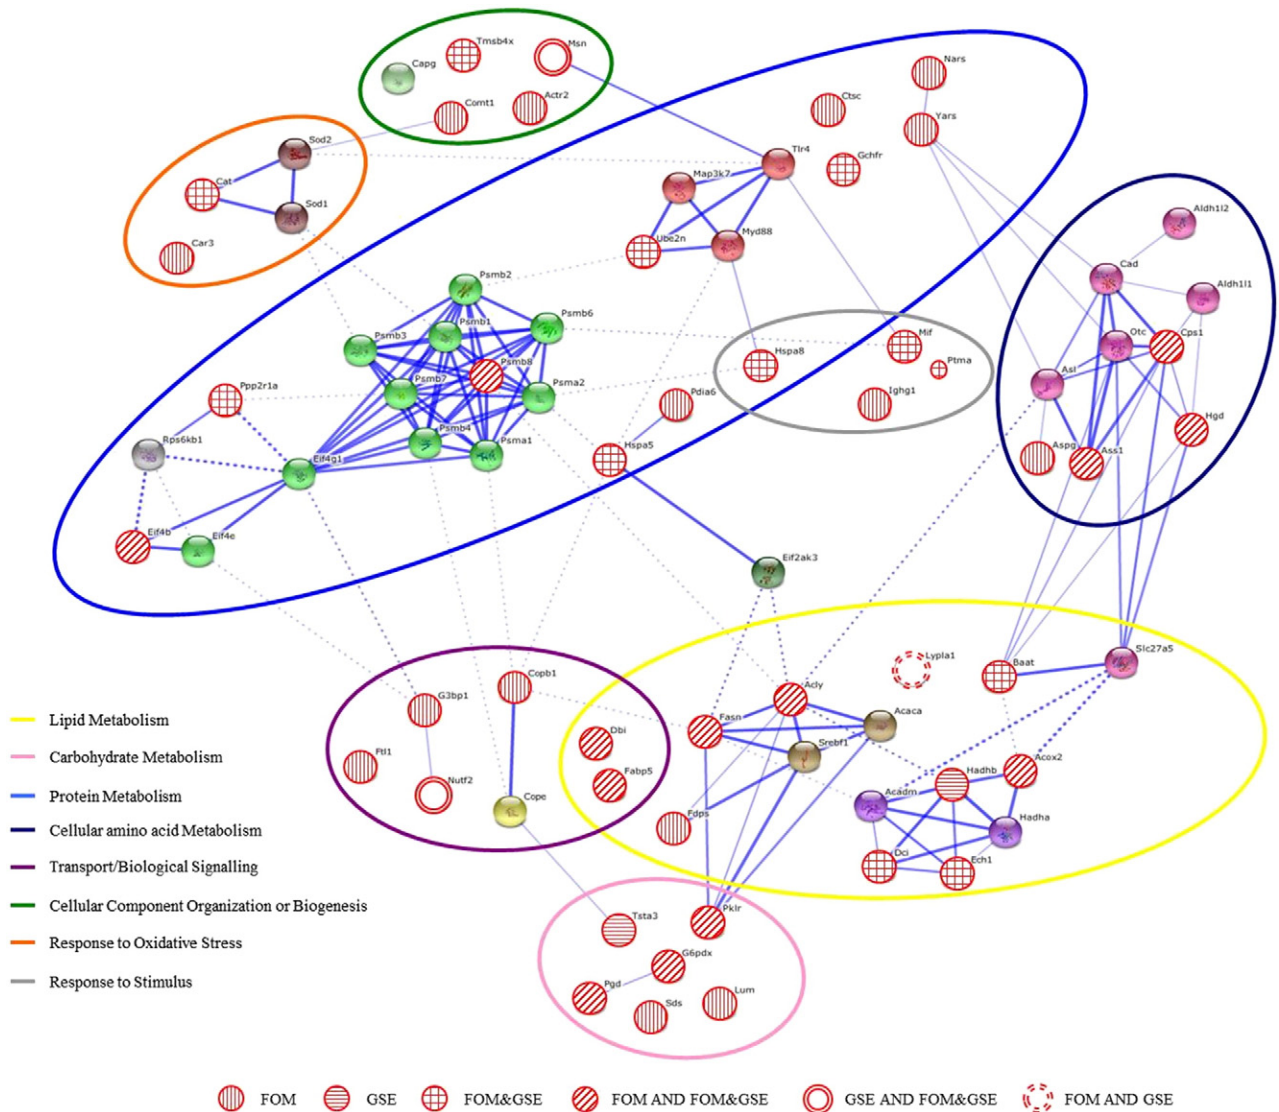 Tmsb4x
Msn
Capg
Comt1
Actr2
Nars
Ctsc
Yars
Sod2
Tlr4
Gchfr
Cat
Map3k7
Sod1
Ube2n
Myd88
Car3
Aldh1l2
Cad
Aldh1l1
Psmb2
Psmb1
Psmb6
Psmb3
Psmb8
Psmb7
Psma2
Otc
Cps1
Mif
Hspa8
Ptma
Asl
Ppp2r1a
Pdia6
Ighg1
Psmb4
Psma1
Hgd
Rps6kb1
Hspa5
Aspg
Ass1
Eif4g1
Eif4b
Eif4e
Eif2ak3
Lypla1
Baat
Slc27a5
Copb1
G3bp1
Acly
Fasn
Acaca
Dbi
Srebf1
Ftl1
Nutf2
Fabp5
Hadhb
Acox2
Cope
Acadm
Fdps
Hadha
Dci
Ech1
Tsta3
Pklr
G6pdx
Pgd
Sds
Lum
Lipid Metabolism
Carbohydrate Metabolism
Protein Metabolism
Cellular amino acid Metabolism
Transport/Biological Signalling
Cellular Component Organization or Biogenesis
Response to Oxidative Stress
Response to Stimulus
FOM GSE FOM&GSE FOM AND FOM&GSE GSE AND FOM&GSE FOM AND GSE